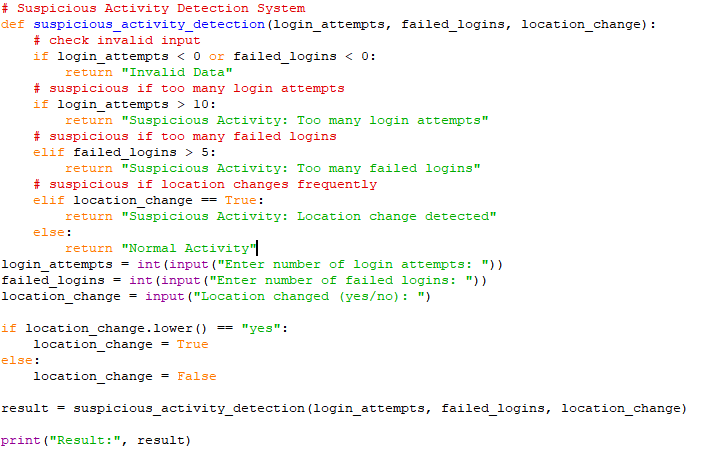 # Suspicious Activity Detection System
def suspicious_activity_detection(login_attempts, failed_logins, location_change):
    # check invalid input
    if login_attempts < 0 or failed_logins < 0:
        return "Invalid Data"
    # suspicious if too many login attempts
    if login_attempts > 10:
        return "Suspicious Activity: Too many login attempts"
    # suspicious if too many failed logins
    elif failed_logins > 5:
        return "Suspicious Activity: Too many failed logins"
    # suspicious if location changes frequently
    elif location_change == True:
        return "Suspicious Activity: Location change detected"
    else:
        return "Normal Activity"
login_attempts = int(input("Enter number of login attempts: "))
failed_logins = int(input("Enter number of failed logins: "))
location_change = input("Location changed (yes/no): ")

if location_change.lower() == "yes":
    location_change = True
else:
    location_change = False

result = suspicious_activity_detection(login_attempts, failed_logins, location_change)

print("Result:", result)